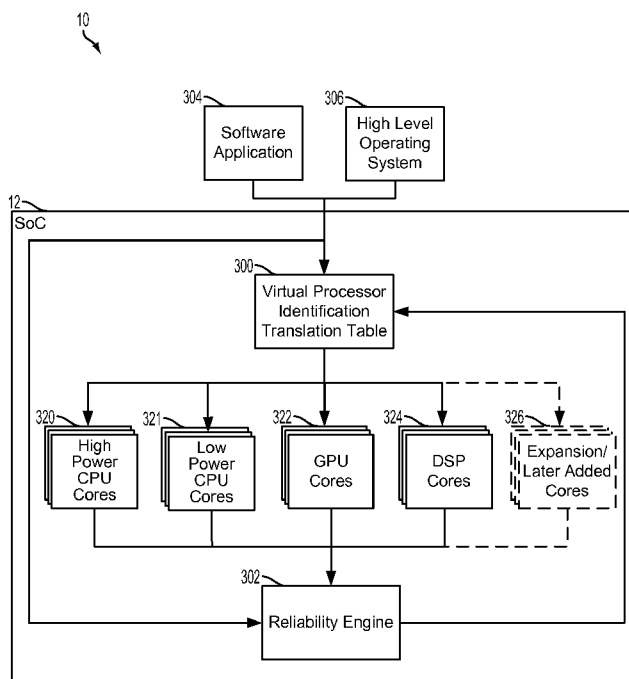 10
304
306
Software
Application
High Level
Operating
System
12
SoC
300
Virtual Processor
Identification
Translation Table
320
321
322
324
326
High
Power
CPU
Cores
Low
Power
CPU
Cores
GPU
Cores
DSP
Cores
Expansion/
Later Added
Cores
302
Reliability Engine